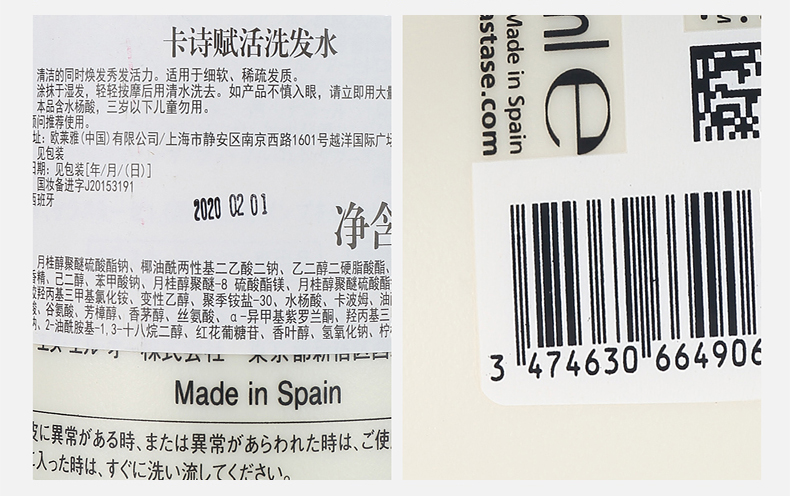 卡诗赋活洗发水
清洁的同时焕发秀发活力。适用于细软、稀疏发质。
涂抹于湿发，轻轻按摩后用清水洗去。如产品不慎入眼，请立即用大量
本品含水杨酸，三岁以下儿童勿用。
顾问推荐使用。
址：欧莱雅(中国)有限公司/上海市静安区南京西路1601号越洋国际广场
见包装
日期：见包装[年/月/(日)]
国妆备进字J20153191
西班牙
2020 02 01
净含
月桂醇聚醚硫酸酯钠、椰油酰两性基二乙酸二钠、乙二醇二硬脂酸酯、
香精、己二醇、苯甲酸钠、月桂醇聚醚-8 硫酸酯镁、月桂醇聚醚硫酸酯
羟丙基三甲基氯化铵、变性乙醇、聚季铵盐-30、水杨酸、卡波姆、油
、谷氨酸、芳樟醇、香茅醇、丝氨酸、α-异甲基紫罗兰酮、羟丙基三
、2-油酰胺基-1,3-十八烷二醇、红花葡糖苷、香叶醇、氢氧化钠、柠
Made in Spain
に異常がある時、または異常があらわれた時は、ご使
入った時は、すぐに洗い流してください。
nle
Made in Spain
astase.com
3 474630 664906